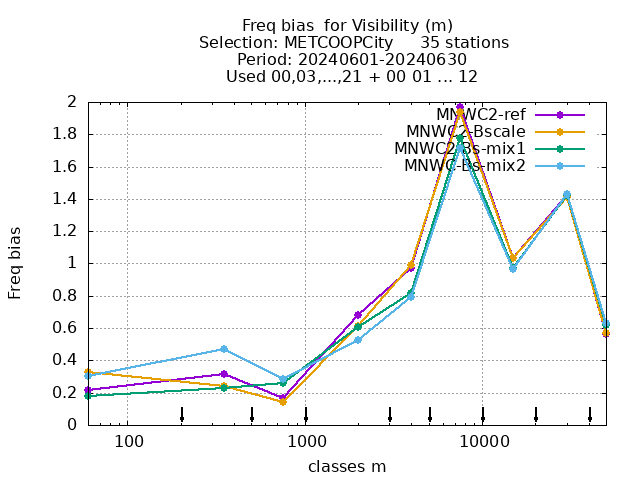 Freq bias  for Visibility (m)
Selection: METCOOPCity     35 stations
Period: 20240601-20240630
Used 00,03,...,21 + 00 01 ... 12
MNWC2-ref
MNWC2-Bscale
MNWC2-Bs-mix1
MNWC-Bs-mix2
2
1.8
1.6
1.4
1.2
1
0.8
0.6
0.4
0.2
0
Freq bias
100 1000 10000
classes m